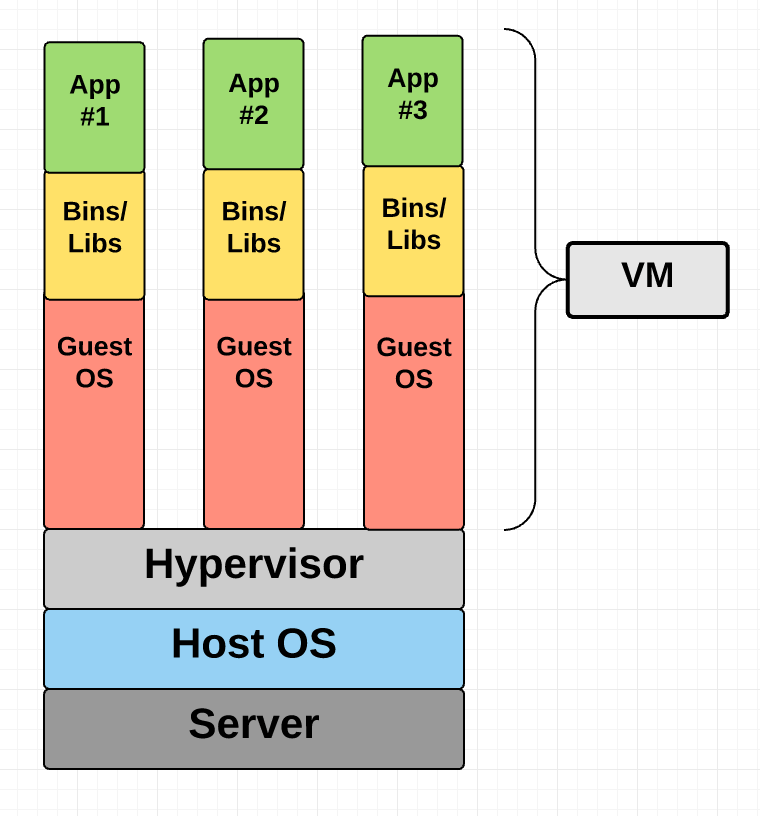 App
#1
App
#2
App
#3
Bins/
Libs
Bins/
Libs
Bins/
Libs
VM
Guest
OS
Guest
OS
Guest
OS
Hypervisor
Host OS
Server